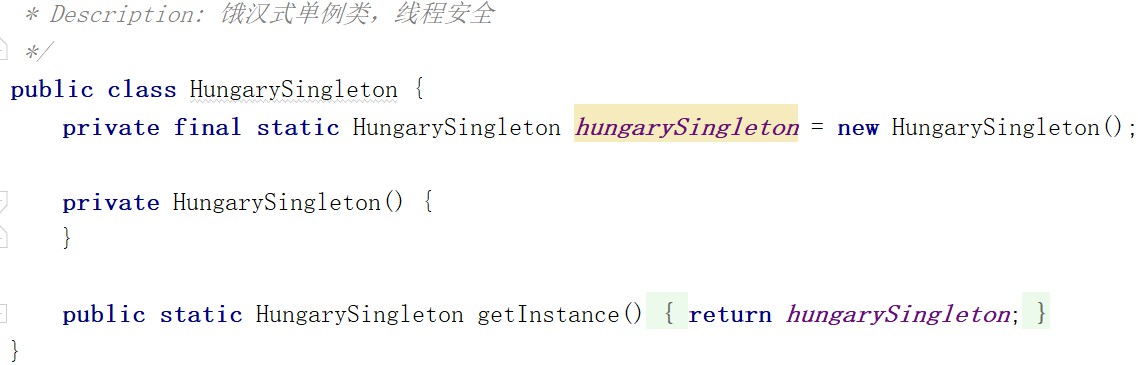 * Description: 饿汉式单例类，线程安全
*/
public class HungarySingleton {
private final static HungarySingleton hungarySingleton = new HungarySingleton();
private HungarySingleton() {
}
public static HungarySingleton getInstance() { return hungarySingleton; }
}